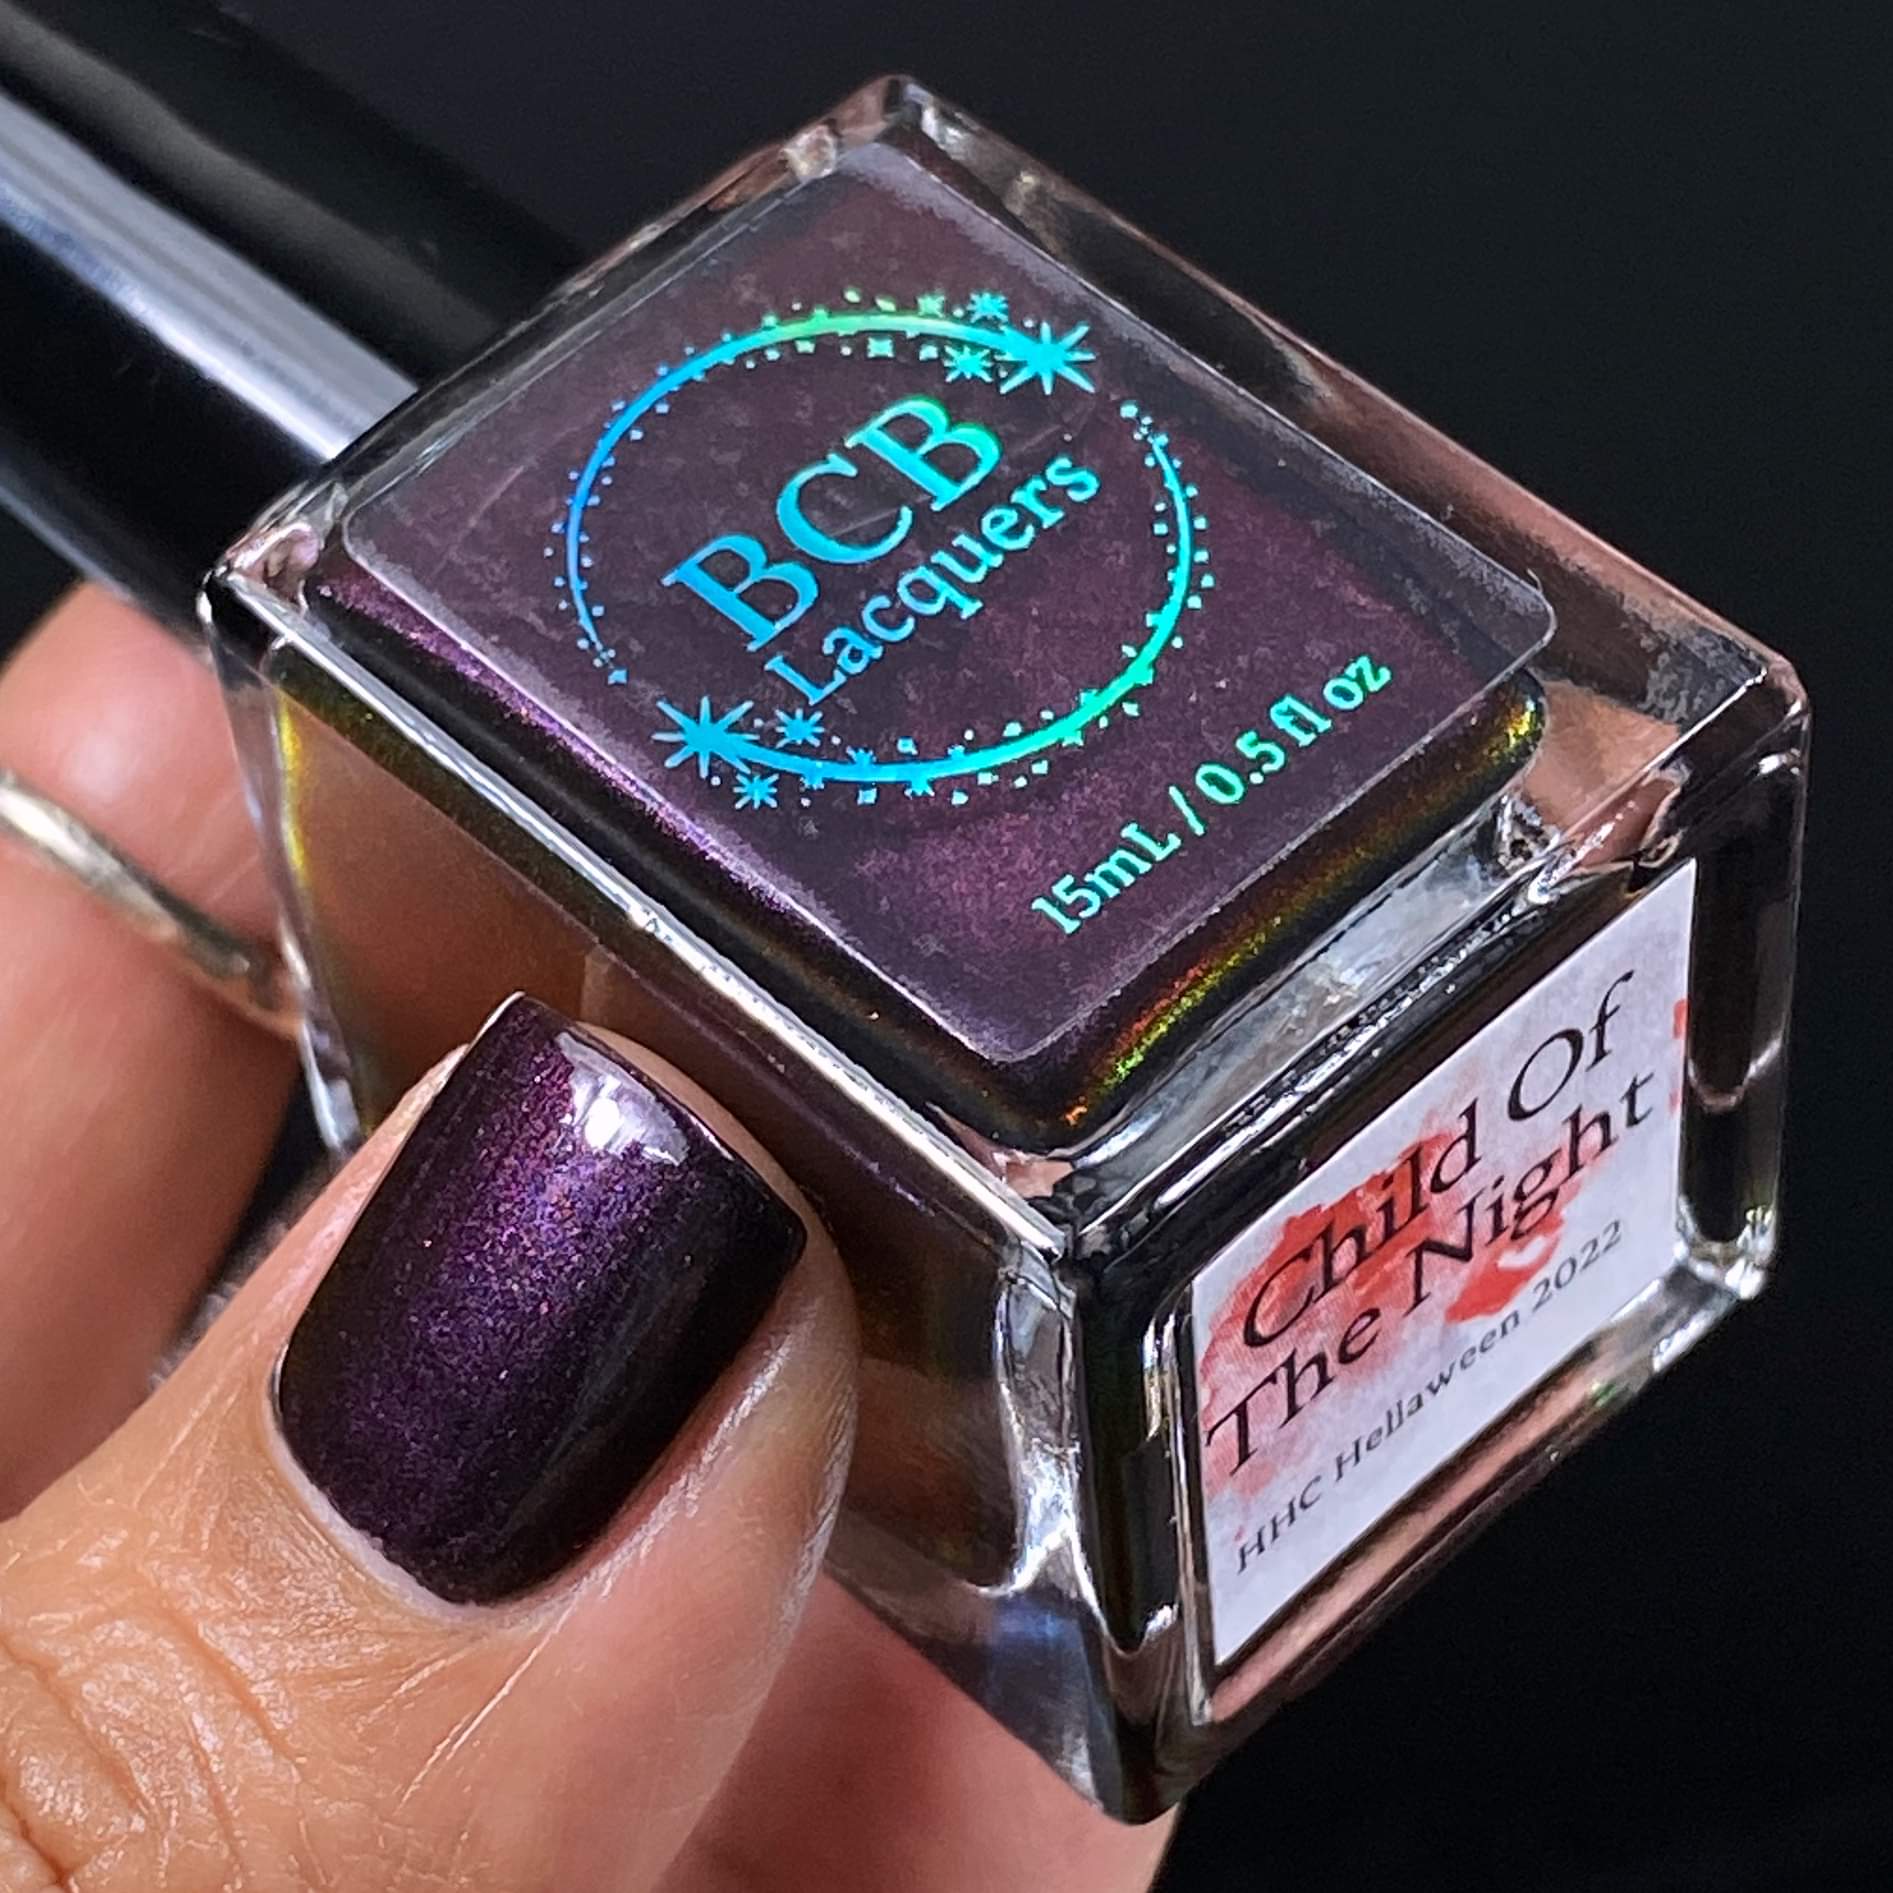 BCB
Lacquers
15mL / 0.5 fl oz
Child Of
The Night
HHC Hellaween 2022